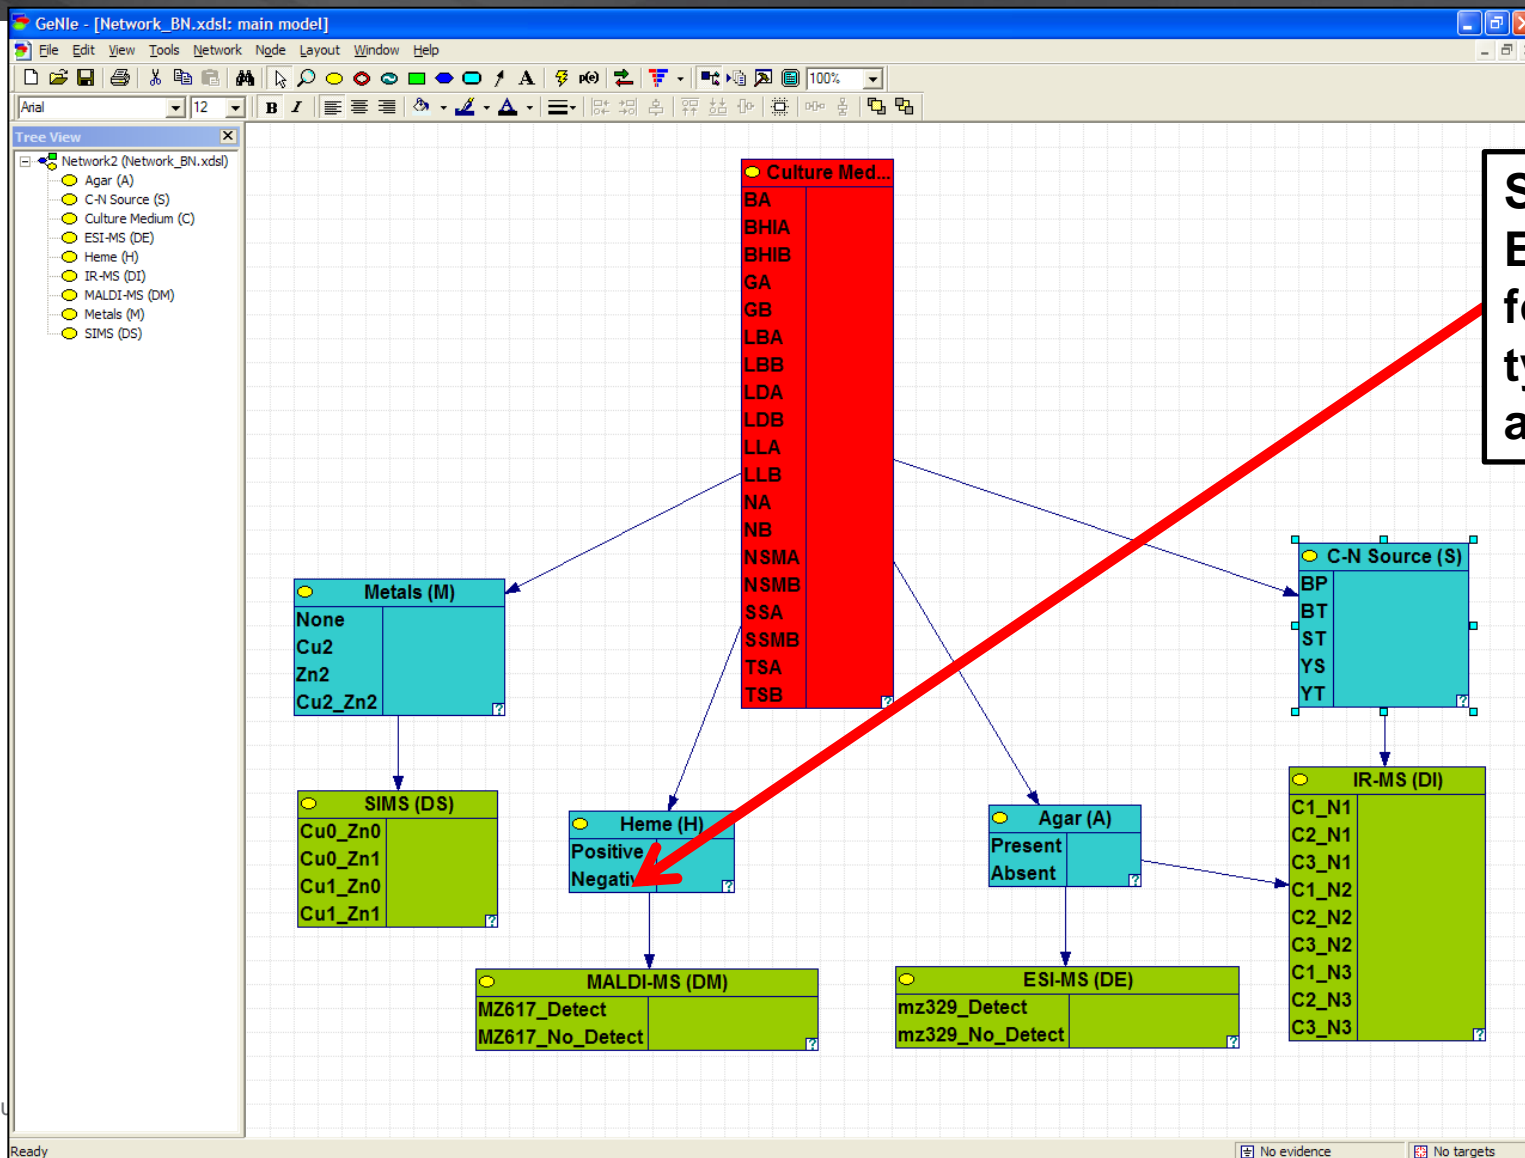 GeNIe - [Network_BN.xdsl: main model]
File Edit View Tools Network Node Layout Window Help
A p(e) 100%
Arial 12 B I A
Tree View
Network2 (Network_BN.xdsl)
Agar (A)
C-N Source (S)
Culture Medium (C)
ESI-MS (DE)
Heme (H)
IR-MS (DI)
MALDI-MS (DM)
Metals (M)
SIMS (DS)
Culture Med...
BA
BHIA
BHIB
GA
GB
LBA
LBB
LDA
LDB
LLA
LLB
NA
NB
NSMA
NSMB
SSA
SSMB
TSA
TSB
Metals (M)
None
Cu2
Zn2
Cu2_Zn2
C-N Source (S)
BP
BT
ST
YS
YT
SIMS (DS)
Cu0_Zn0
Cu0_Zn1
Cu1_Zn0
Cu1_Zn1
Heme (H)
Positive
Negativ
Agar (A)
Present
Absent
IR-MS (DI)
C1_N1
C2_N1
C3_N1
C1_N2
C2_N2
C3_N2
C1_N3
C2_N3
C3_N3
MALDI-MS (DM)
MZ617_Detect
MZ617_No_Detect
ESI-MS (DE)
mz329_Detect
mz329_No_Detect
Ready No evidence No targets